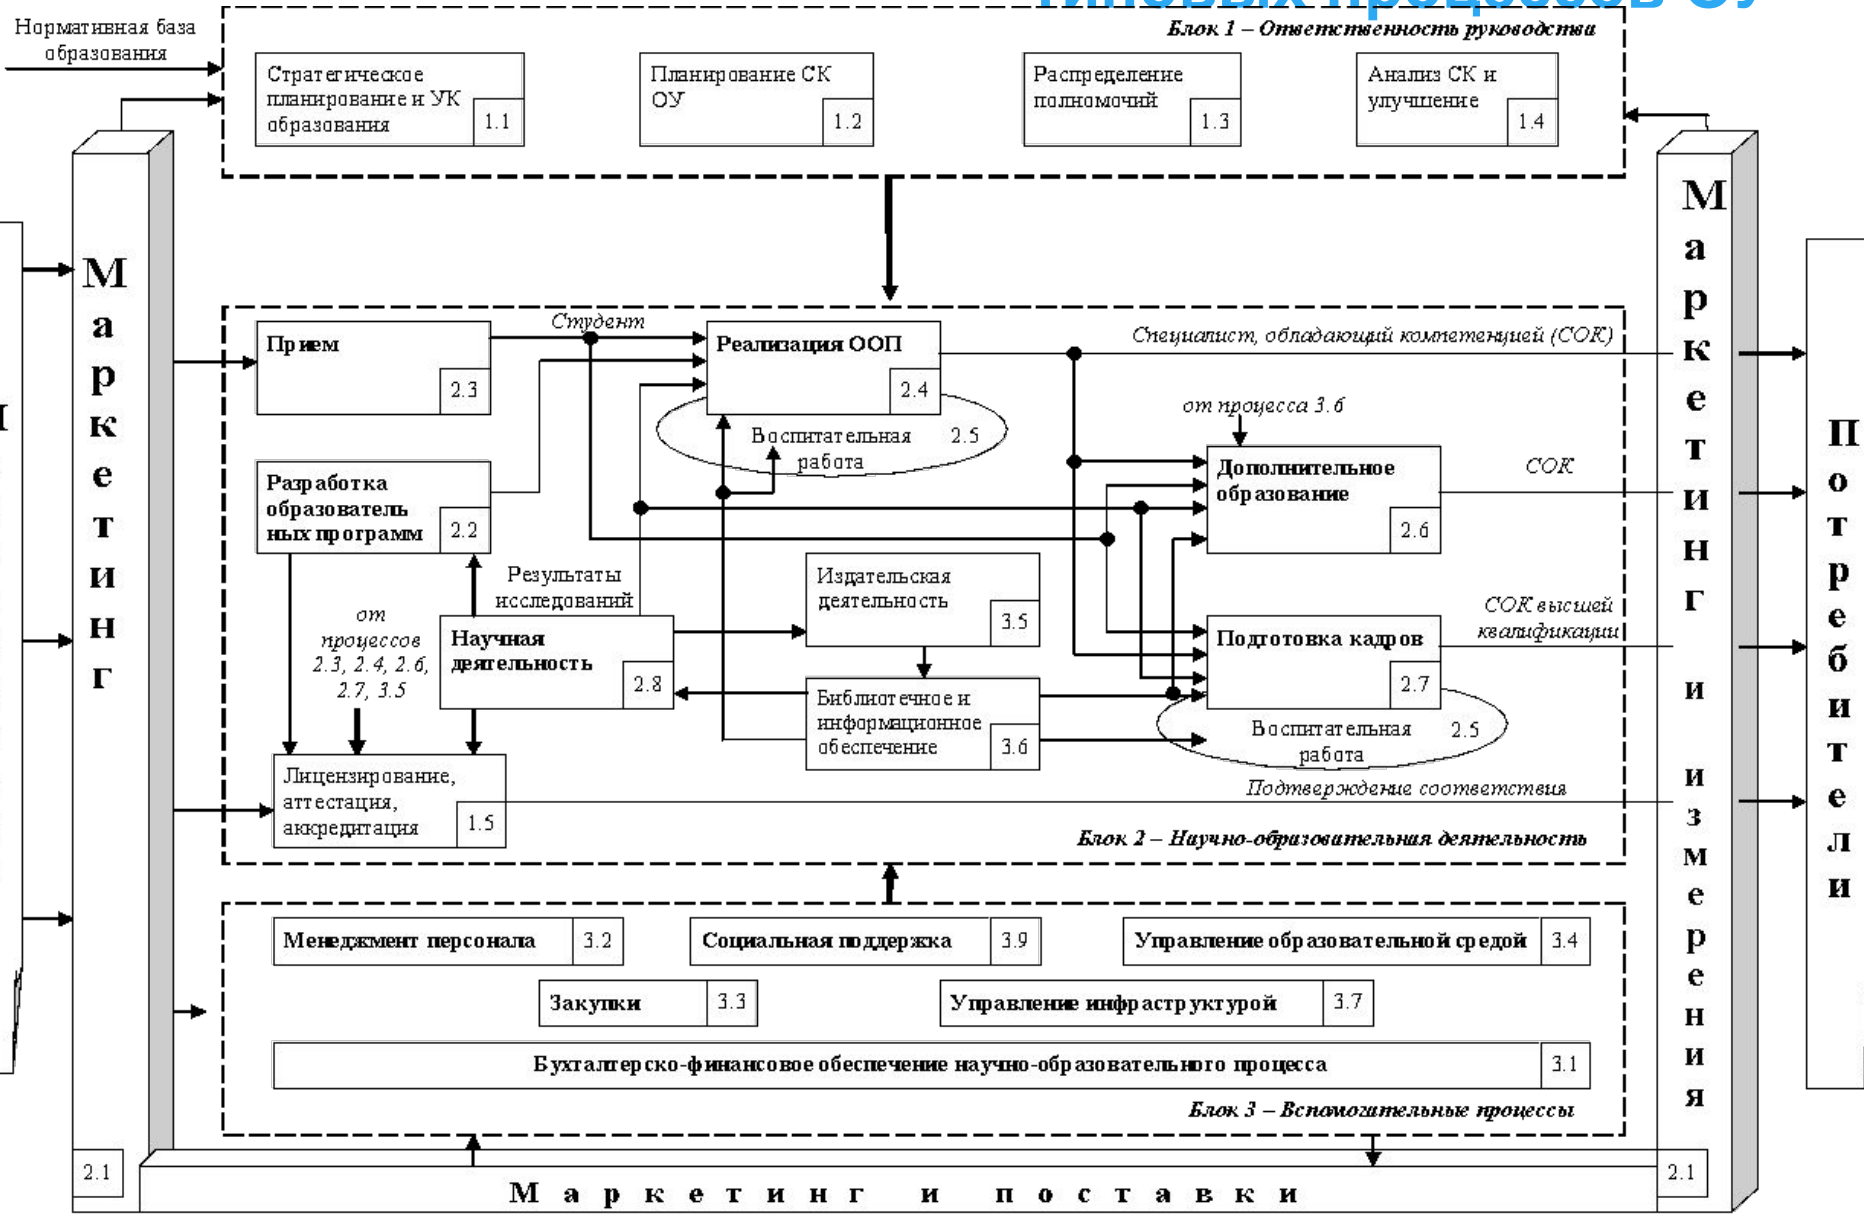 типовых процессов ОУ
Нормативная база
образования
Блок 1 – Ответственность руководства
Стратегическое
планирование и УК
образования
1.1
Планирование СК
ОУ
1.2
Распределение
полномочий
1.3
Анализ СК и
улучшение
1.4
Маркетинг
2.1
Прием
2.3
Студент
Реализация ООП
2.4
Воспитательная
работа
2.5
Специалист, обладающий компетенцией (СОК)
от процесса 3.6
Дополнительное
образование
2.6
СОК
Разработка
образователь
ных программ
2.2
Результаты
исследований
от
процессов
2.3, 2.4, 2.6,
2.7, 3.5
Научная
деятельность
2.8
Издательская
деятельность
3.5
Библиотечное и
информационное
обеспечение
3.6
Подготовка кадров
2.7
СОК высшей
квалификации
Воспитательная
работа
2.5
Лицензирование,
аттестация,
аккредитация
1.5
Подтверждение соответствия
Блок 2 – Научно-образовательная деятельность
Менеджмент персонала
3.2
Социальная поддержка
3.9
Управление образовательной средой
3.4
Закупки
3.3
Управление инфраструктурой
3.7
Бухгалтерско-финансовое обеспечение научно-образовательного процесса
3.1
Блок 3 – Вспомогательные процессы
Маркетинг и поставки
Маркетинг и измерения
2.1
Потребители